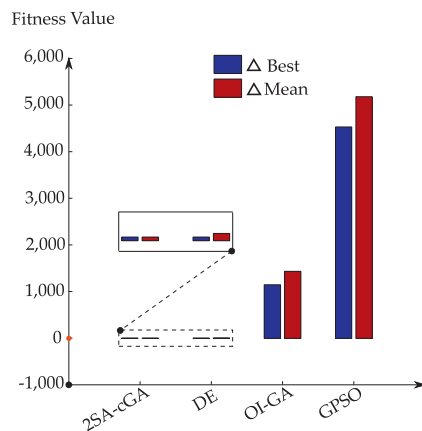 Fitness Value
6,000
5,000
4,000
3,000
2,000
1,000
0
-1,000
△ Best
△ Mean
2SA-cGA
DE
OI-GA
GPSO